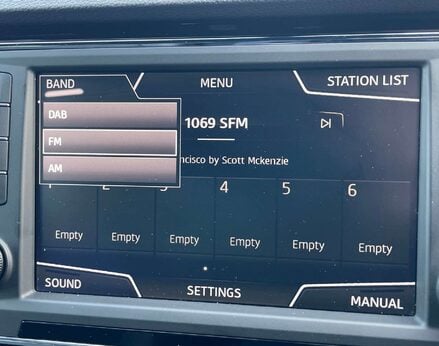 BAND
MENU
STATION LIST
DAB
1069 SFM
FM
ncisco by Scott Mckenzie
AM
4 5 6
Empty Empty Empty Empty Empty Empty
SOUND
SETTINGS
MANUAL